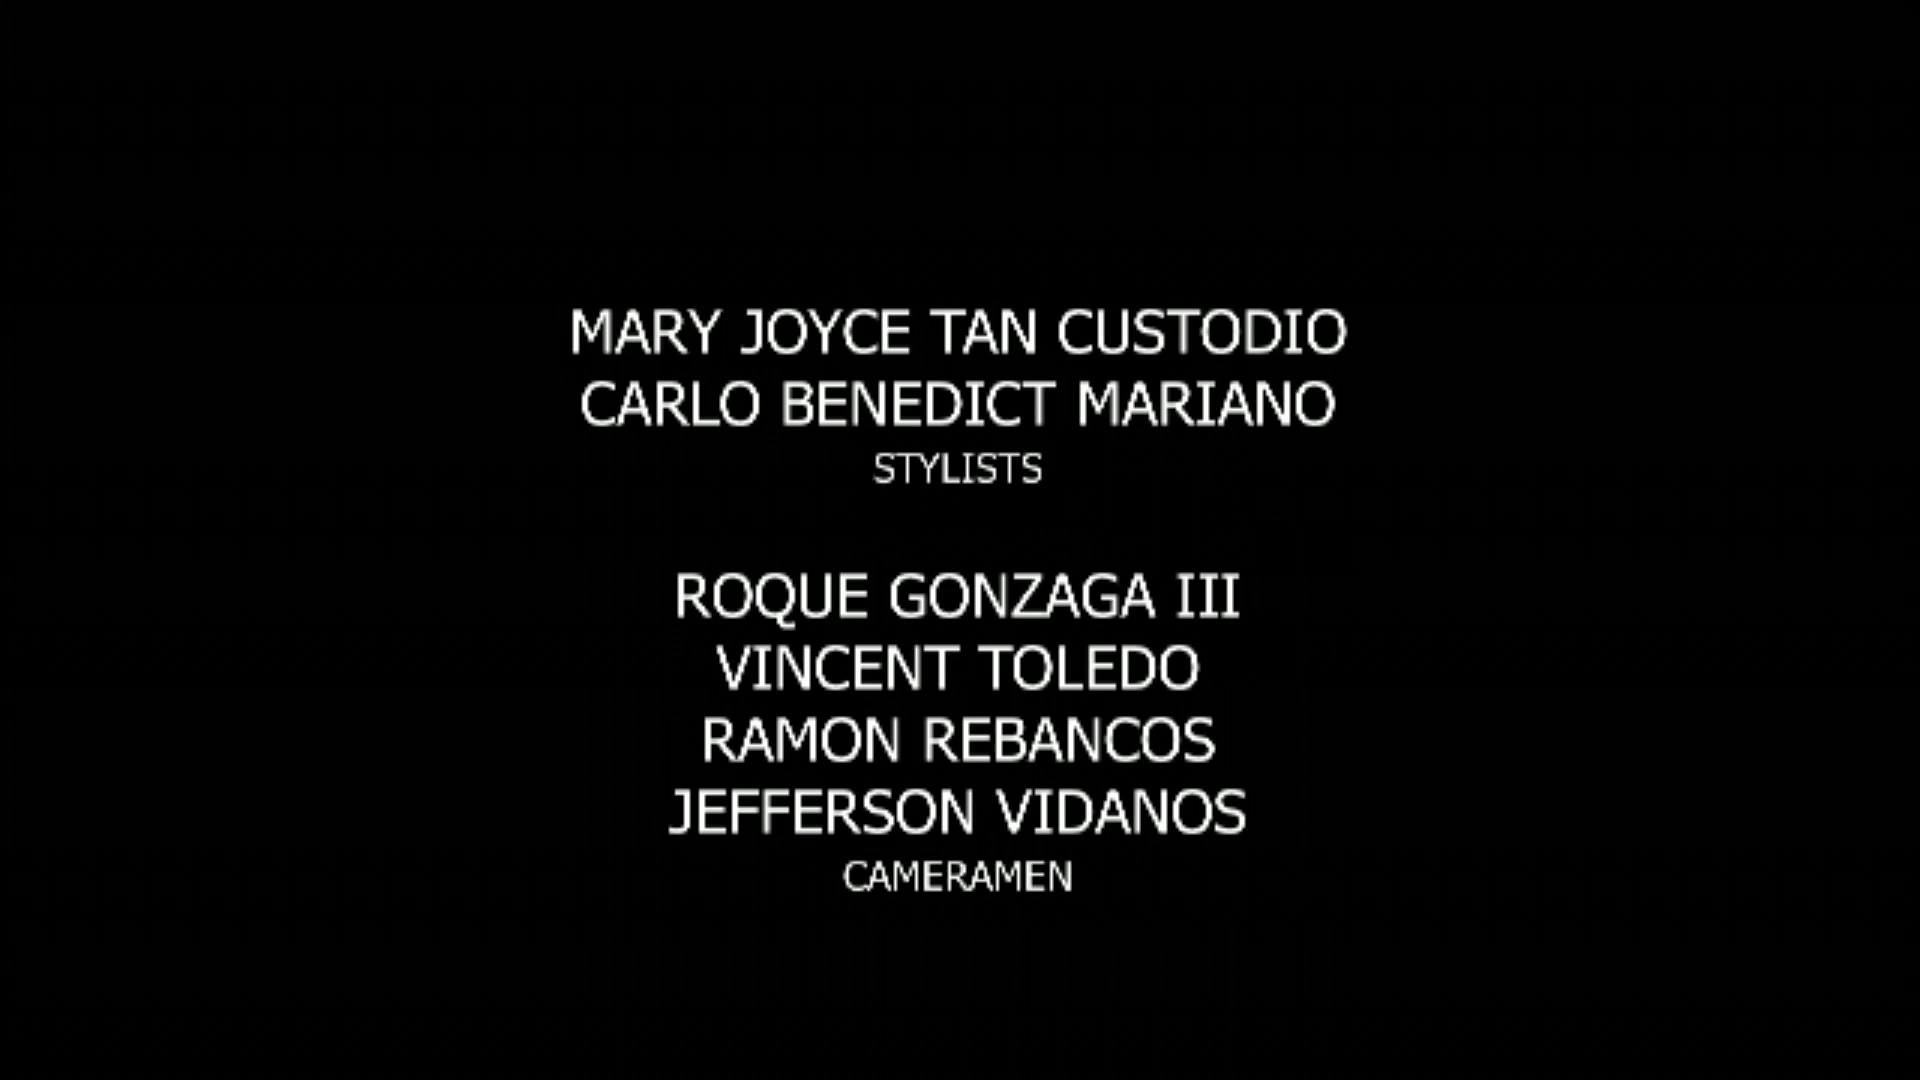 MARY JOYCE TAN CUSTODIO
CARLO BENEDICT MARIANO
STYLISTS
ROQUE GONZAGA III
VINCENT TOLEDO
RAMON REBANCOS
JEFFERSON VIDANOS
CAMERAMEN